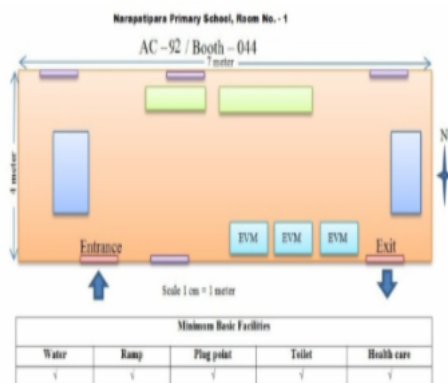 Narapatipara Primary School, Room No. - 1
AC -92 / Booth - 044
7 meter
4 meter
N
EVM EVM EVM
Entrance Exit
Scale 1 cm = 1 meter
Minimum Basic Facilities
Water Ramp Plug point Toilet Health care
√ √ √ √ √